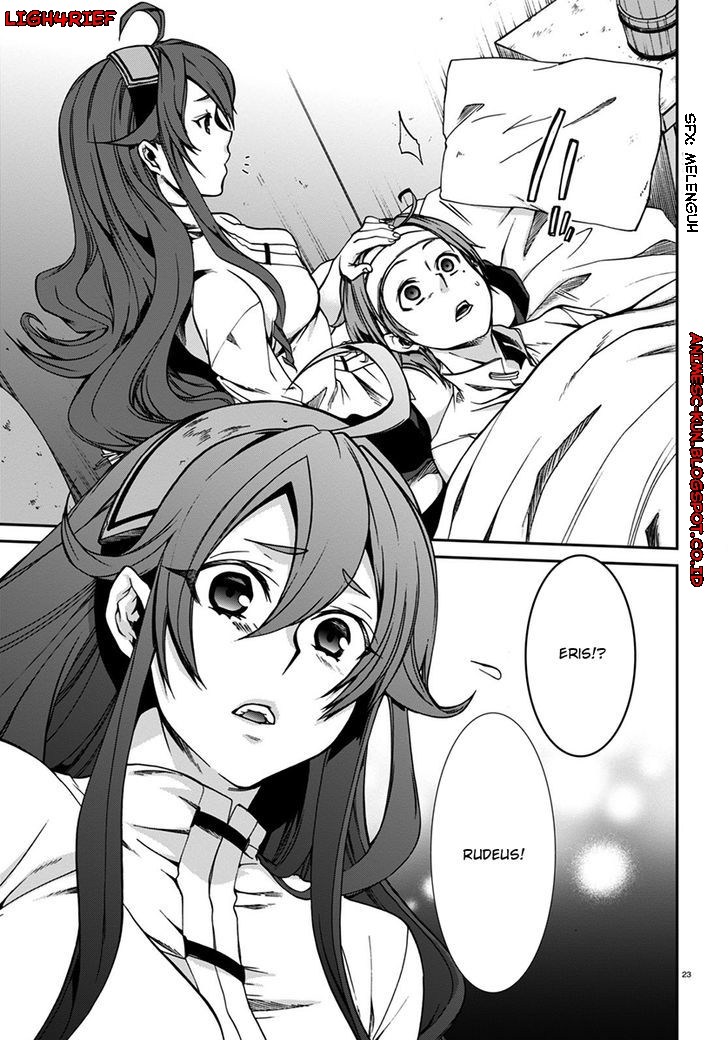 LIGH4RIEF
SFX: MELENGUH
ANIMESC-KUN.BLOGSPOT.CO.ID
ERIS!?
RUDEUS!
23